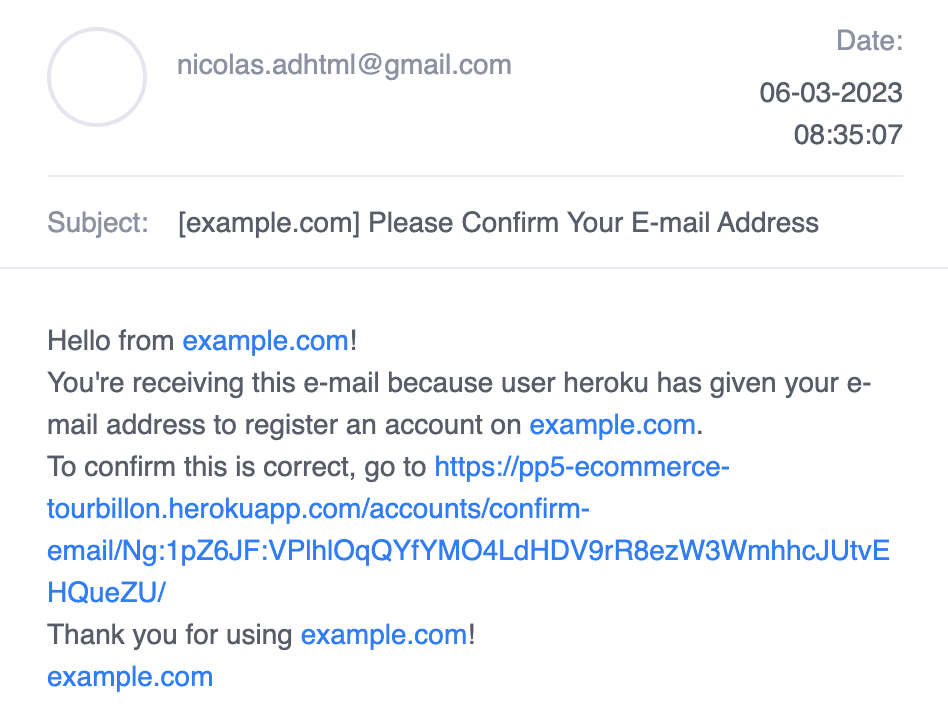 nicolas.adhtml@gmail.com
Date:
06-03-2023
08:35:07
Subject: [example.com] Please Confirm Your E-mail Address
Hello from example.com!
You're receiving this e-mail because user heroku has given your e-
mail address to register an account on example.com.
To confirm this is correct, go to https://pp5-ecommerce-
tourbillon.herokuapp.com/accounts/confirm-
email/Ng:1pZ6JF:VPlhlOqQYfYMO4LdHDV9rR8ezW3WmhhcJUtvE
HQueZU/
Thank you for using example.com!
example.com